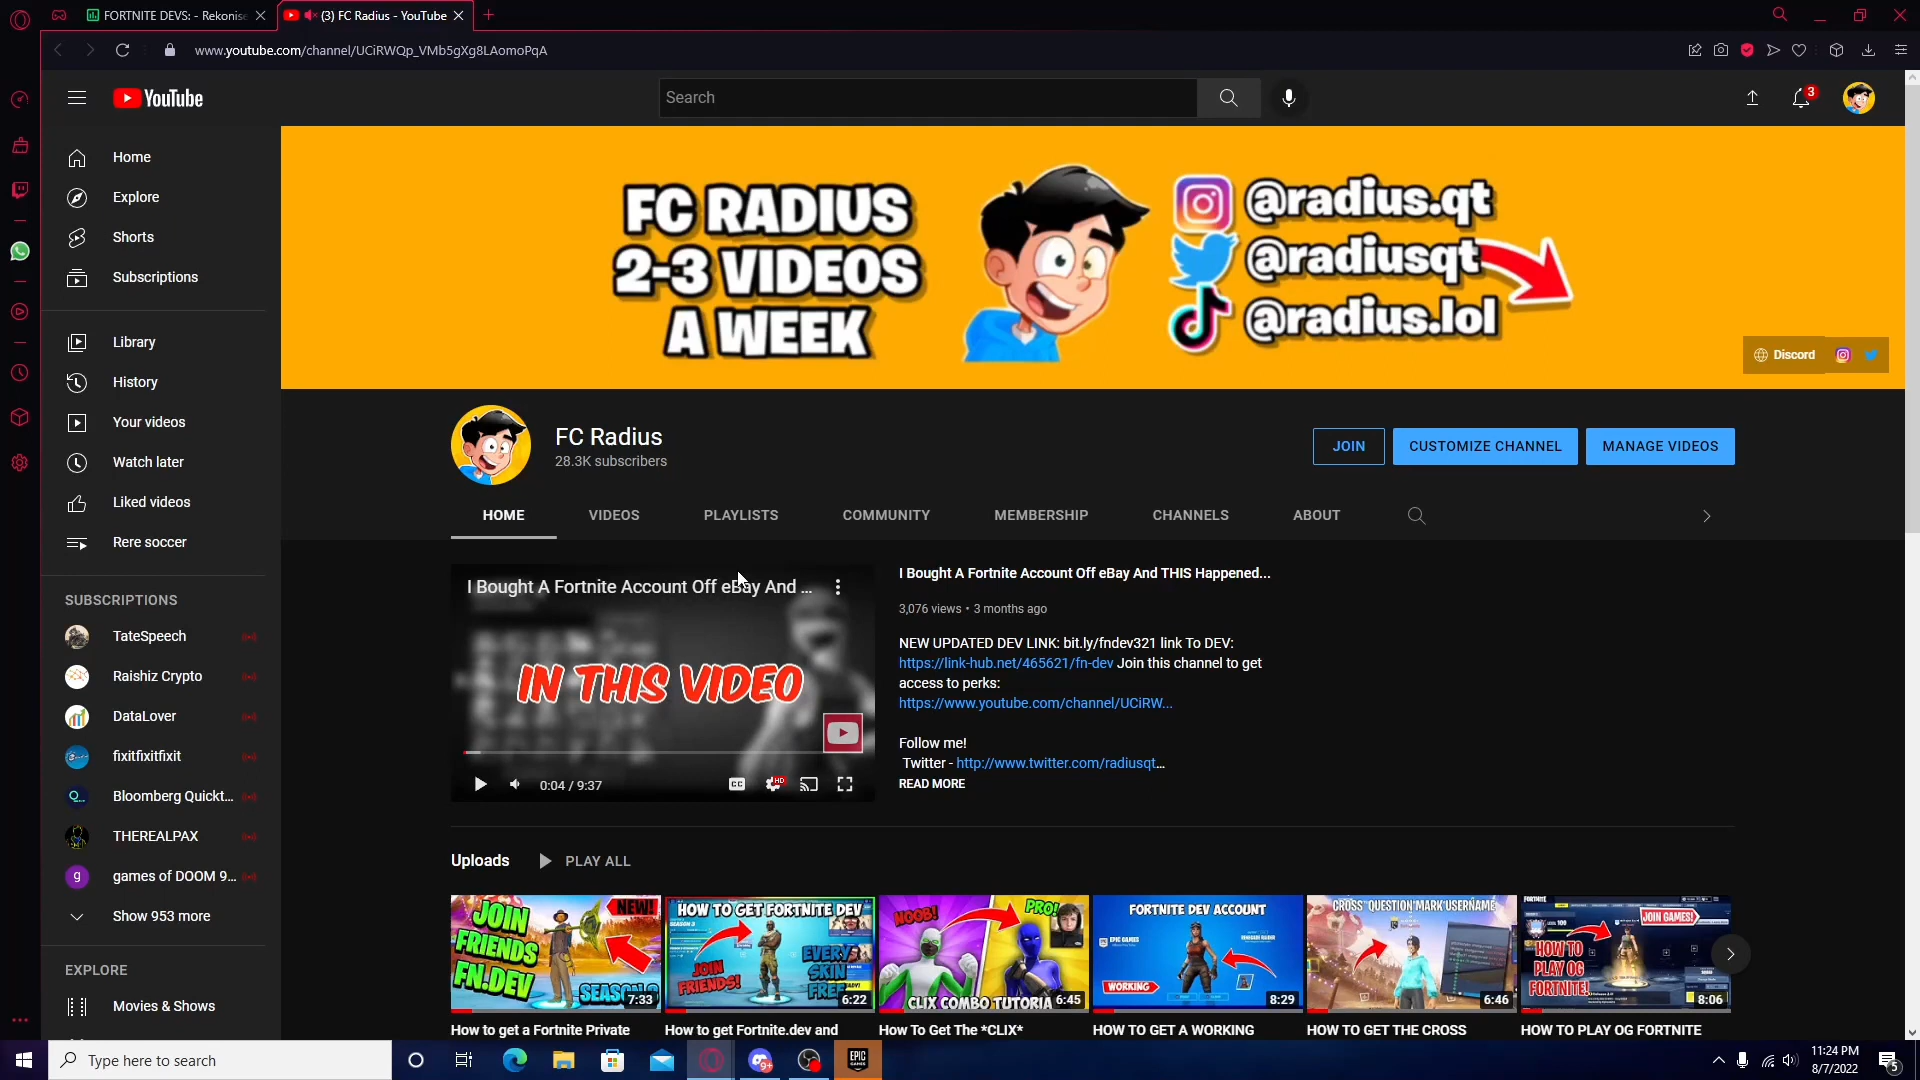 FORTNITE DEVS: - Rekonise
(3) FC Radius - YouTube
www.youtube.com/channel/UCiRWQp_VMb5gXg8LAomoPqA
YouTube
Search
3
Home
Explore
Shorts
Subscriptions
Library
History
Your videos
Watch later
Liked videos
Rere soccer
SUBSCRIPTIONS
TateSpeech
Raishiz Crypto
DataLover
fixitfixitfixit
Bloomberg Quickt...
THEREALPAX
g
games of DOOM 9...
Show 953 more
EXPLORE
Movies & Shows
FC RADIUS
2-3 VIDEOS
A WEEK
@radius.qt
@radiusqt
@radius.lol
Discord
FC Radius
28.3K subscribers
JOIN
CUSTOMIZE CHANNEL
MANAGE VIDEOS
HOME
VIDEOS
PLAYLISTS
COMMUNITY
MEMBERSHIP
CHANNELS
ABOUT
I Bought A Fortnite Account Off eBay And ...
IN THIS VIDEO
0:04 / 9:37
CC
HD
I Bought A Fortnite Account Off eBay And THIS Happened...
3,076 views • 3 months ago
NEW UPDATED DEV LINK: bit.ly/fndev321 link To DEV:
https://link-hub.net/465621/fn-dev Join this channel to get
access to perks:
https://www.youtube.com/channel/UCiRW...
Follow me!
Twitter - http://www.twitter.com/radiusqt...
READ MORE
Uploads
PLAY ALL
JOIN
FRIENDS
FN.DEV
NEW!
SEASON
7:33
How to get a Fortnite Private
HOW TO GET FORTNITE DEV
SEASON 3
JOIN
FRIENDS!
EVERY
SKIN
FREE
6:22
How to get Fortnite.dev and
NOOB!
PRO!
CLIX COMBO TUTORIA
6:45
How To Get The *CLIX*
FORTNITE DEV ACCOUNT
EPIC GAMES
WORKING
8:29
HOW TO GET A WORKING
CROSS QUESTION MARK USERNAME
6:46
HOW TO GET THE CROSS
FORTNITE
JOIN GAMES!
HOW TO
PLAY OG
FORTNITE!
8:06
HOW TO PLAY OG FORTNITE
Type here to search
9+
EPIC
GAMES
11:24 PM
8/7/2022
5